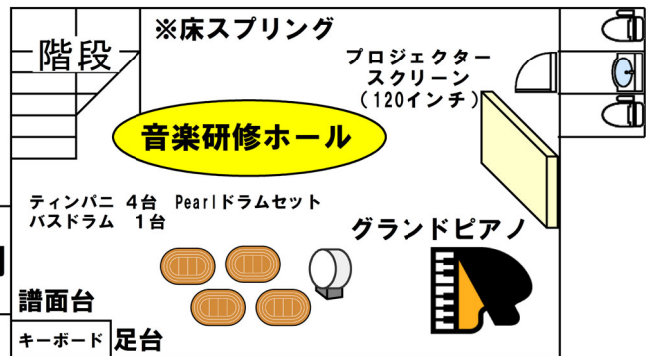 ※床スプリング
階段
プロジェクター
スクリーン
（120インチ）
音楽研修ホール
ティンパニ 4台 Pearlドラムセット
バスドラム 1台
グランドピアノ
譜面台
キーボード 足台